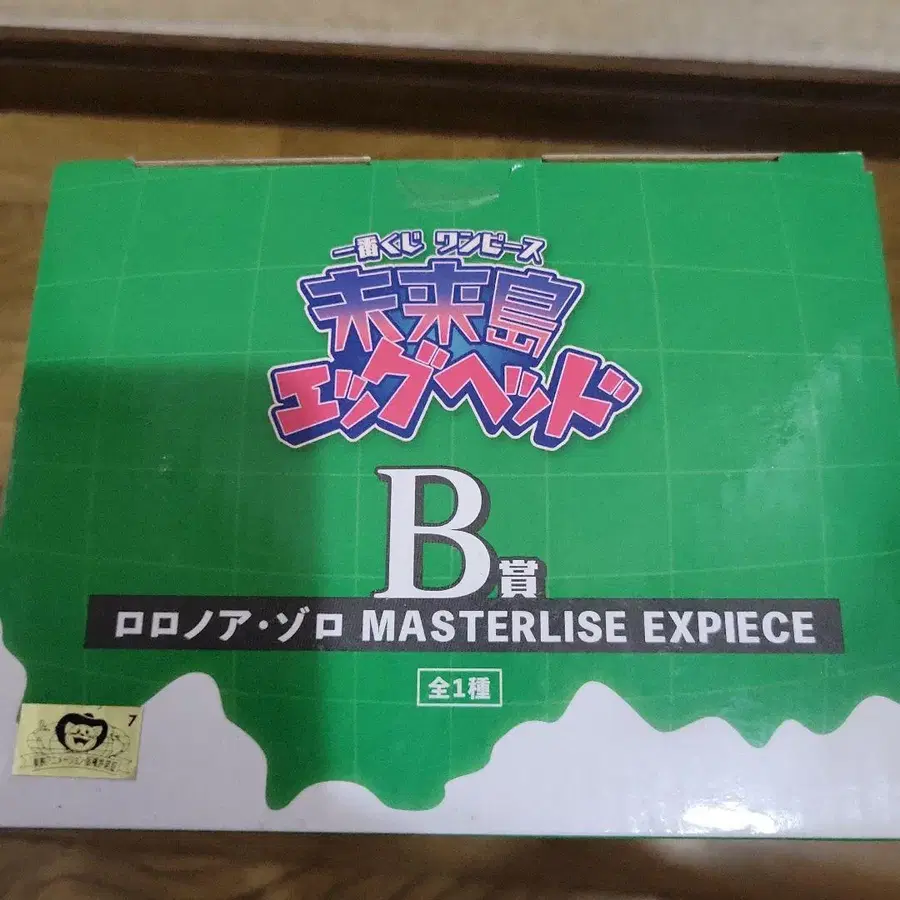 一番くじ ワンピース
未来島
エッグヘッド
B賞
ロロノア・ゾロ MASTERLISE EXPIECE
全1種
7